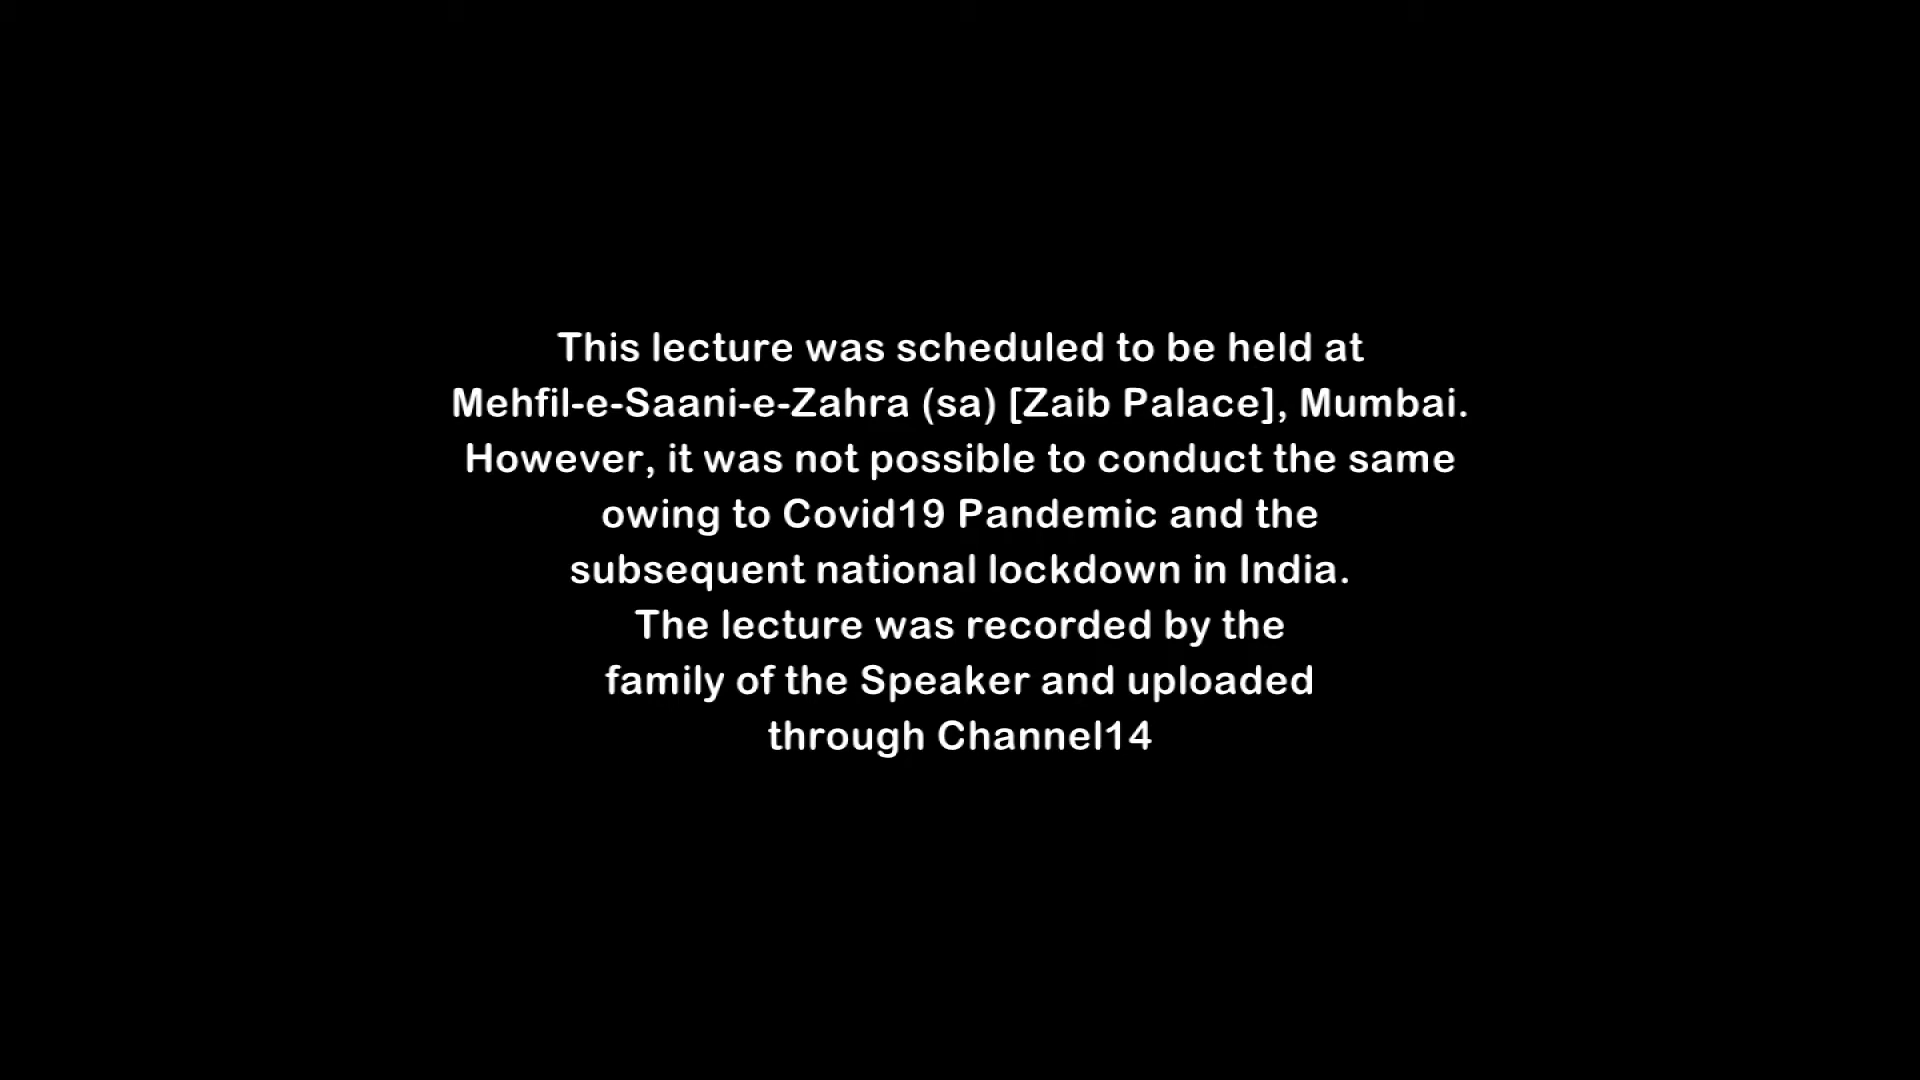 This lecture was scheduled to be held at
Mehfil-e-Saani-e-Zahra (sa) [Zaib Palace], Mumbai.
However, it was not possible to conduct the same
owing to Covid19 Pandemic and the
subsequent national lockdown in India.
The lecture was recorded by the
family of the Speaker and uploaded
through Channel14